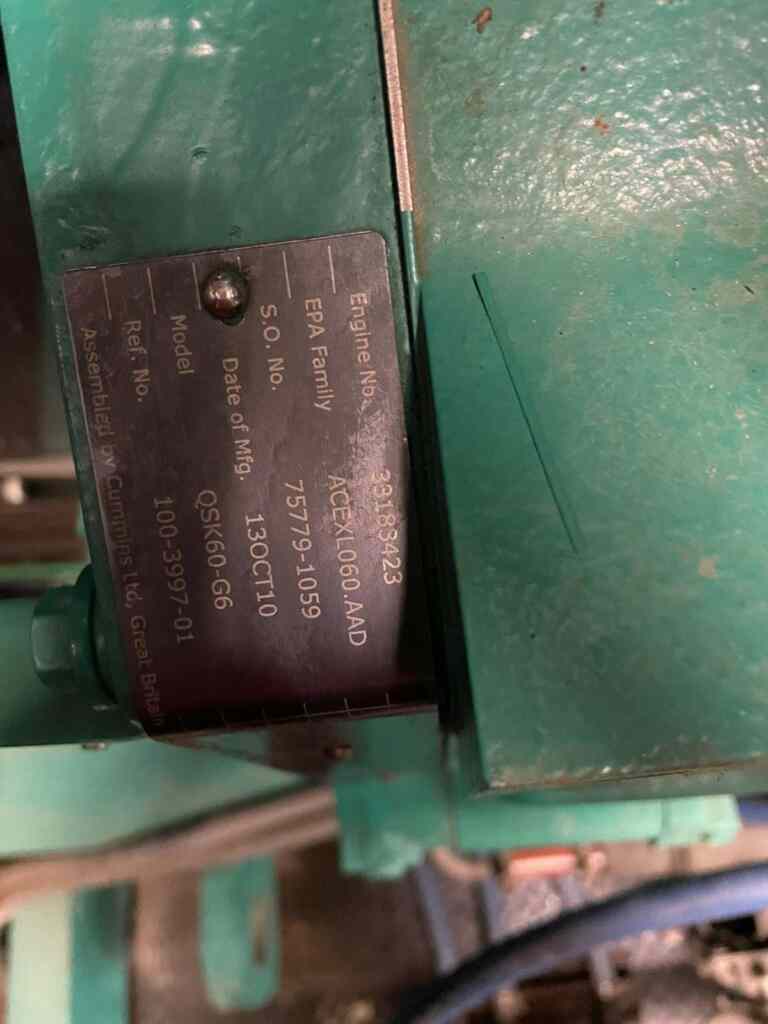 Engine No. 33183423
EPA Family ACEXL060.AAD
S.O. No. 75779-1059
Date of Mfg. 13OCT10
Model QSK60-G6
Ref. No. 100-3997-01
Assembled by Cummins Ltd, Great Britain